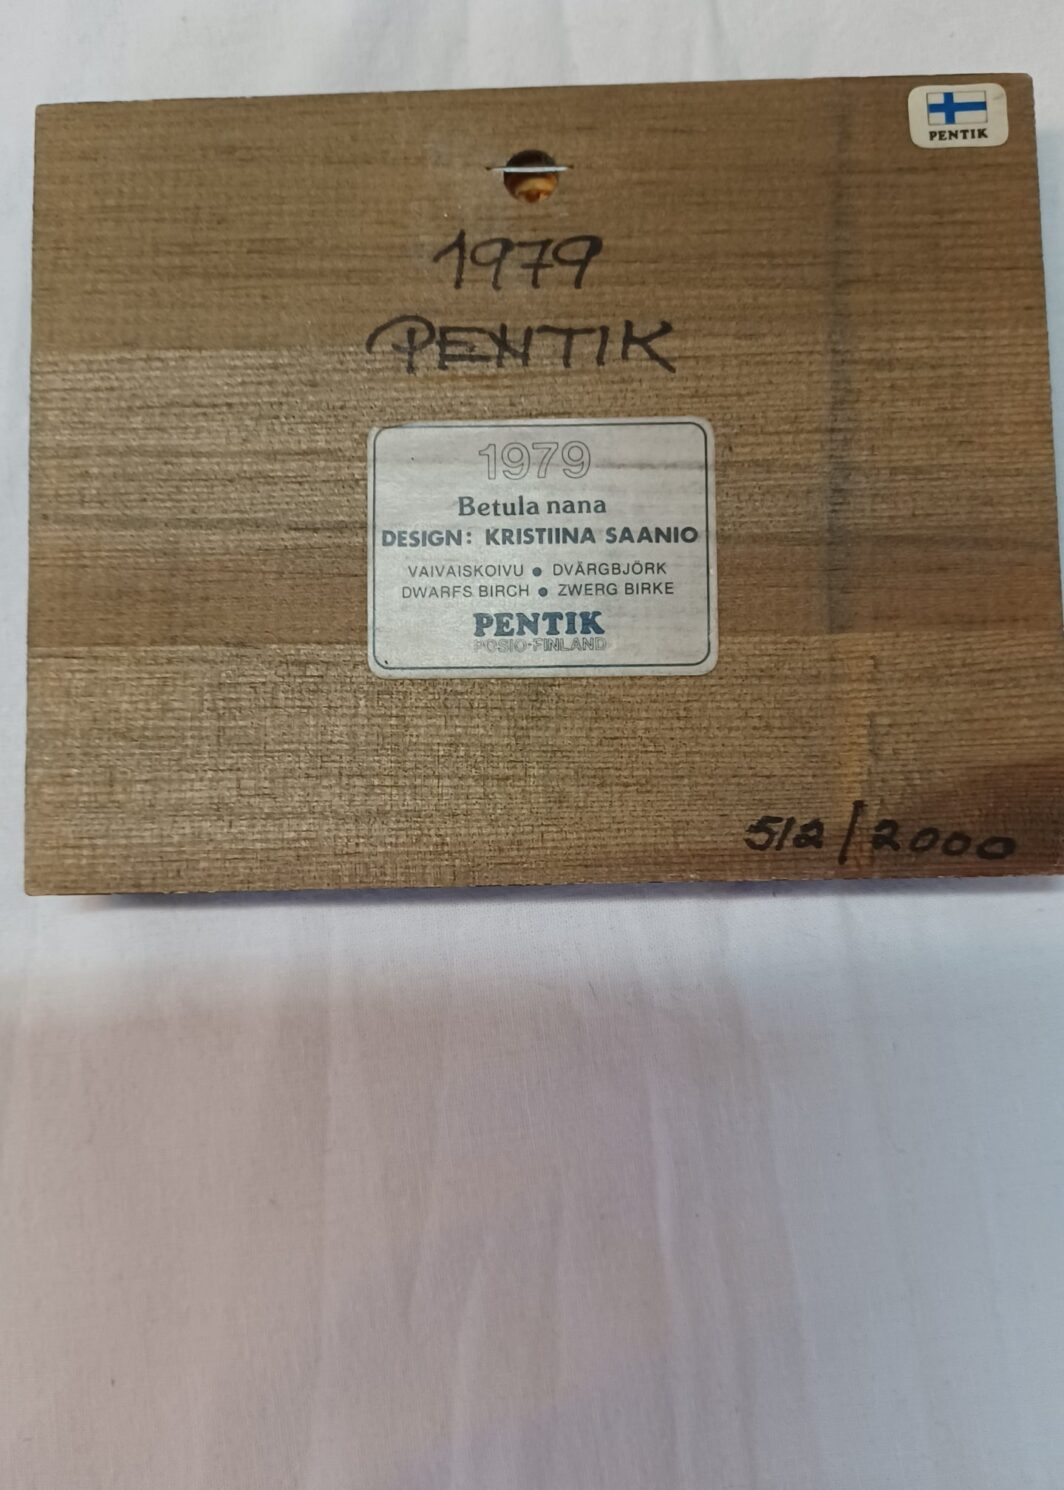 PENTIK
1979
PENTIK
1979
Betula nana
DESIGN: KRISTIINA SAANIO
VAIVAISKOIVU ● DVÄRGBJÖRK
DWARFS BIRCH ● ZWERG BIRKE
PENTIK
POSIO-FINLAND
512/2000